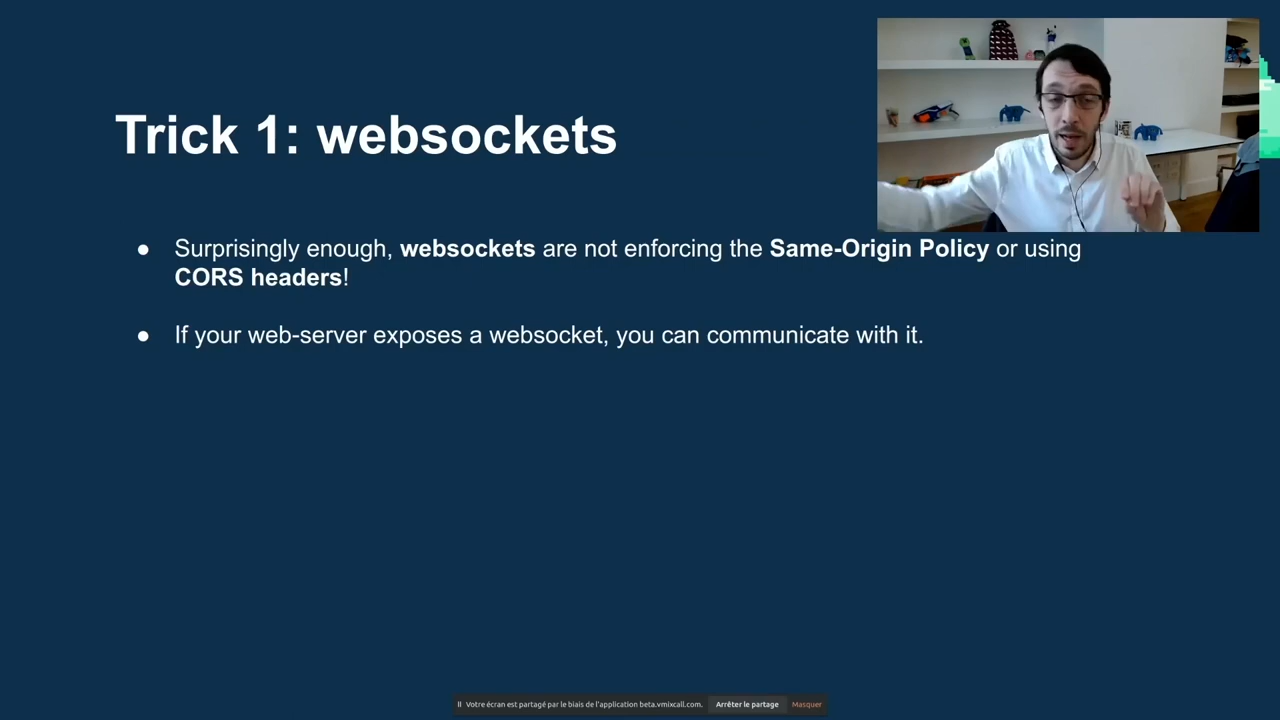 Trick 1: websockets
● Surprisingly enough, websockets are not enforcing the Same-Origin Policy or using
CORS headers!
● If your web-server exposes a websocket, you can communicate with it.
Votre écran est partagé par le biais de l'application beta.vmixcall.com. Arrêter le partage Masquer